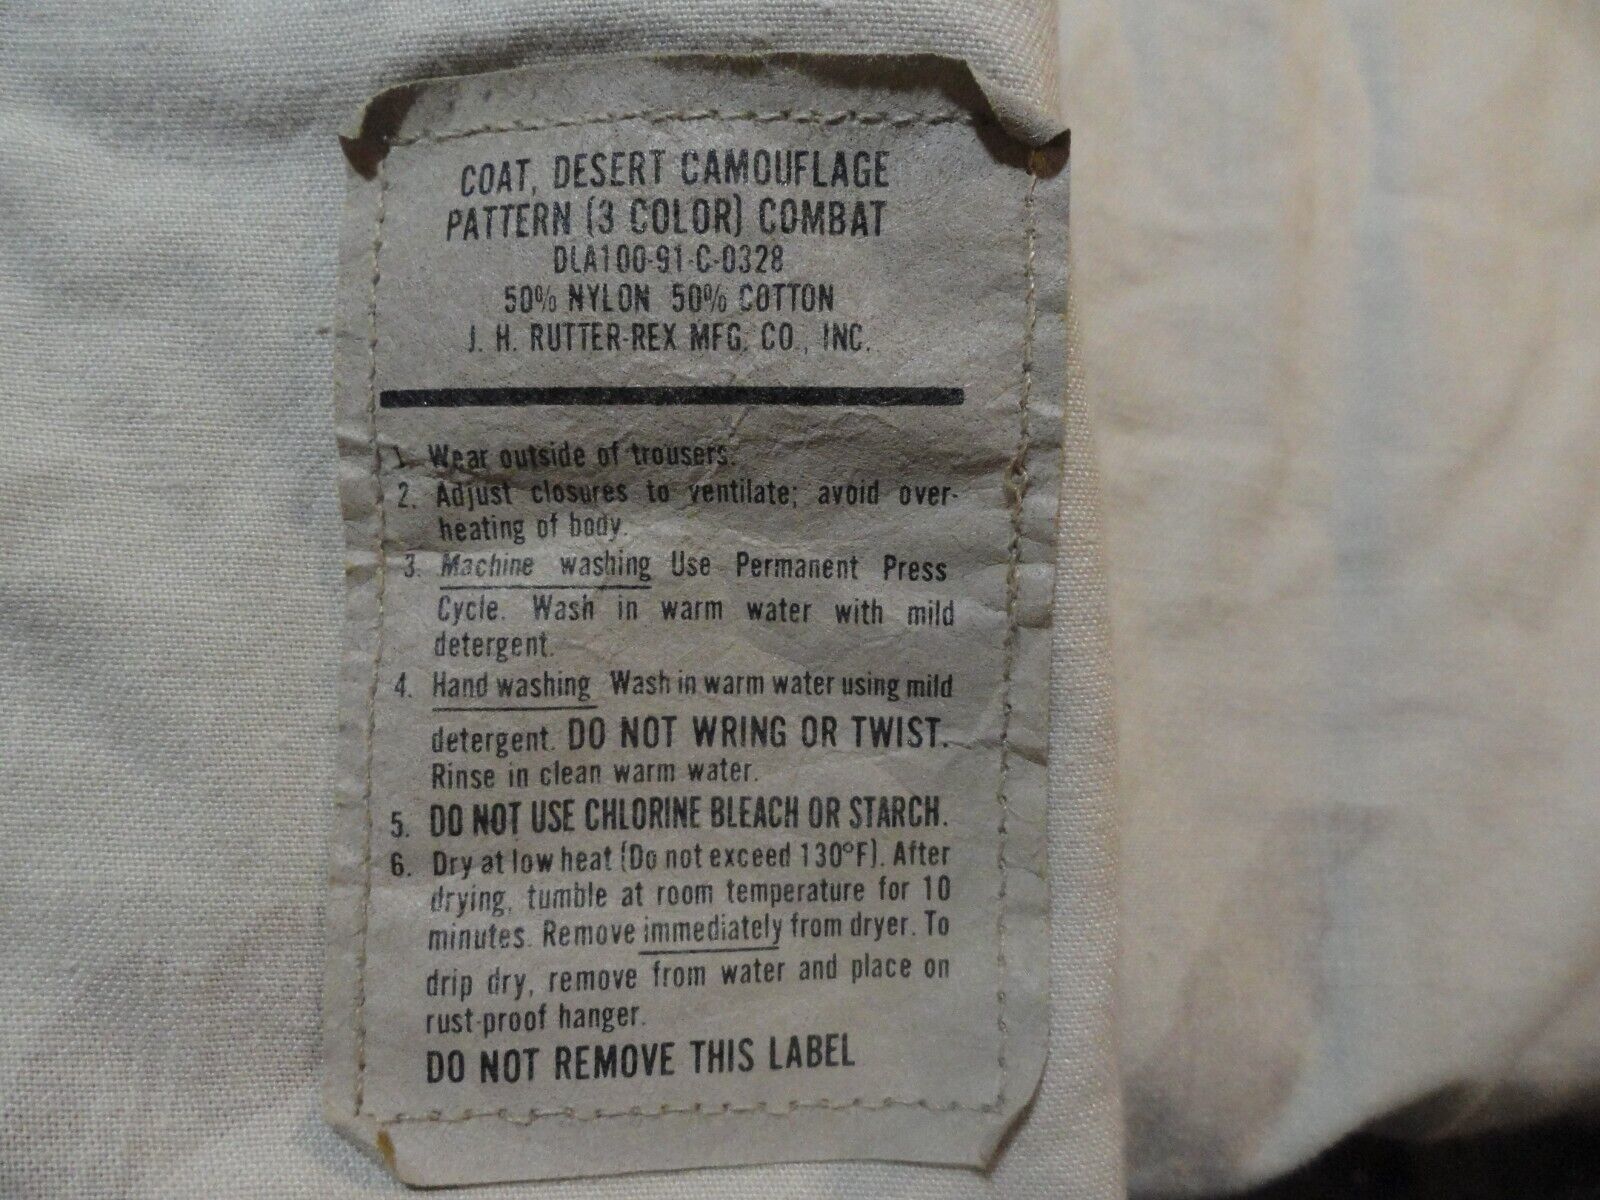 COAT, DESERT CAMOUFLAGE
PATTERN (3 COLOR) COMBAT
DLA100-91-C-0328
50% NYLON 50% COTTON
J. H. RUTTER-REX MFG. CO., INC.
1. Wear outside of trousers.
2. Adjust closures to ventilate; avoid over-
heating of body.
3. Machine washing Use Permanent Press
Cycle. Wash in warm water with mild
detergent.
4. Hand washing Wash in warm water using mild
detergent. DO NOT WRING OR TWIST.
Rinse in clean warm water.
5. DO NOT USE CHLORINE BLEACH OR STARCH.
6. Dry at low heat (Do not exceed 130°F). After
drying, tumble at room temperature for 10
minutes. Remove immediately from dryer. To
drip dry, remove from water and place on
rust-proof hanger.
DO NOT REMOVE THIS LABEL